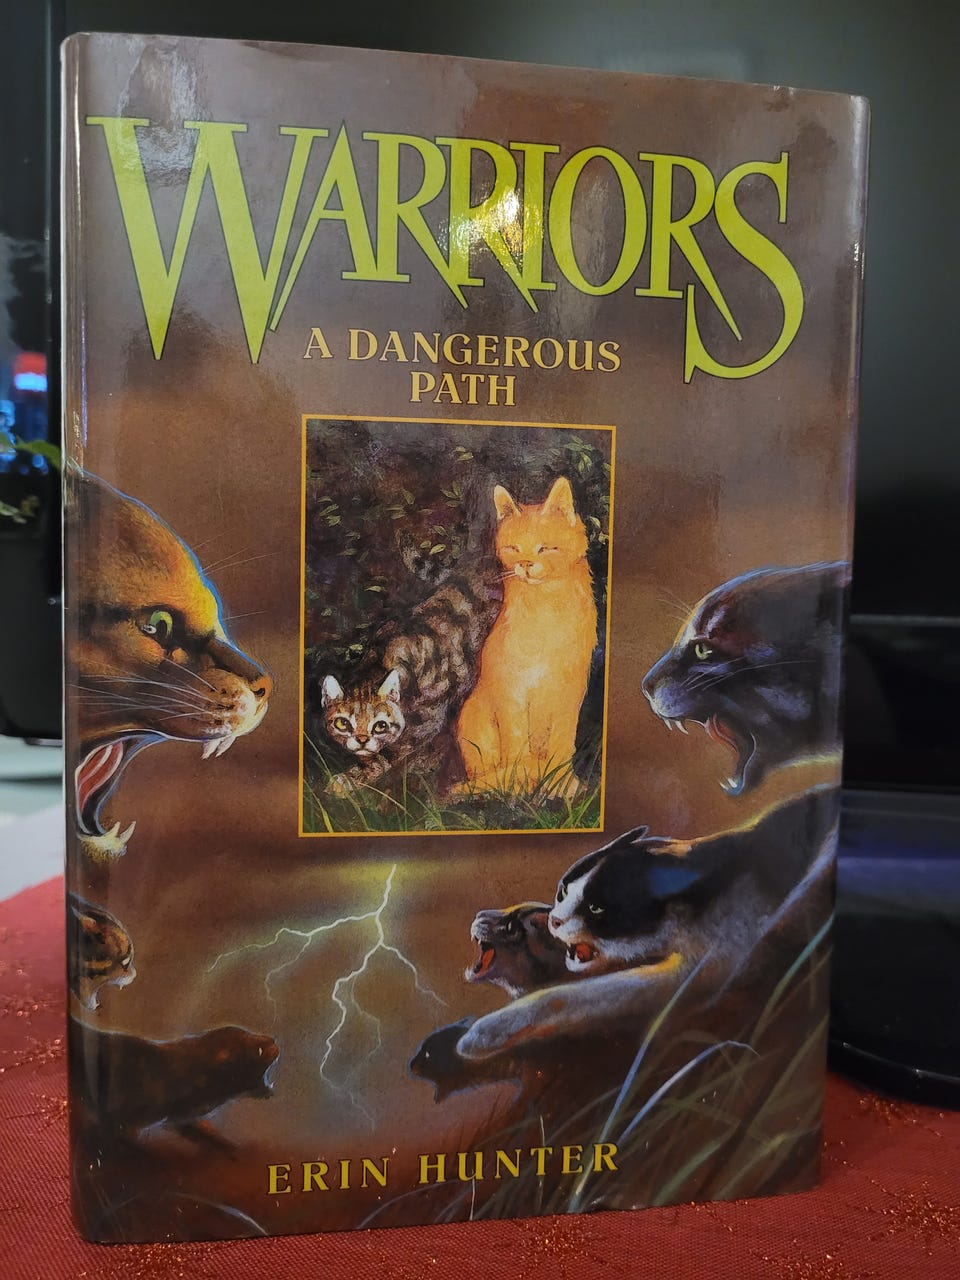 WARRIORS
A DANGEROUS
PATH
ERIN HUNTER